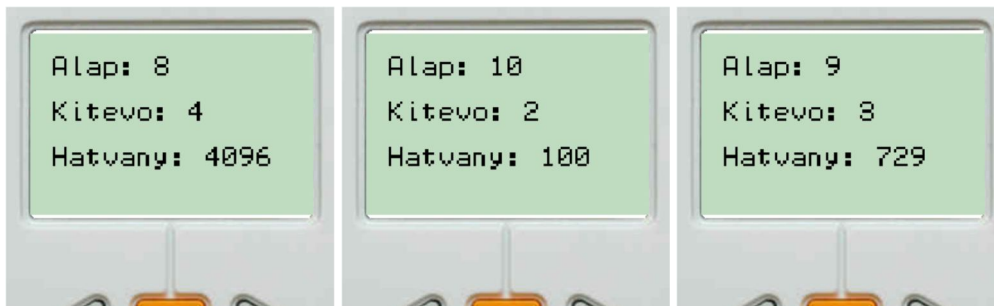 Alap: 8
Kitevo: 4
Hatvany: 4096
Alap: 10
Kitevo: 2
Hatvany: 100
Alap: 9
Kitevo: 3
Hatvany: 729